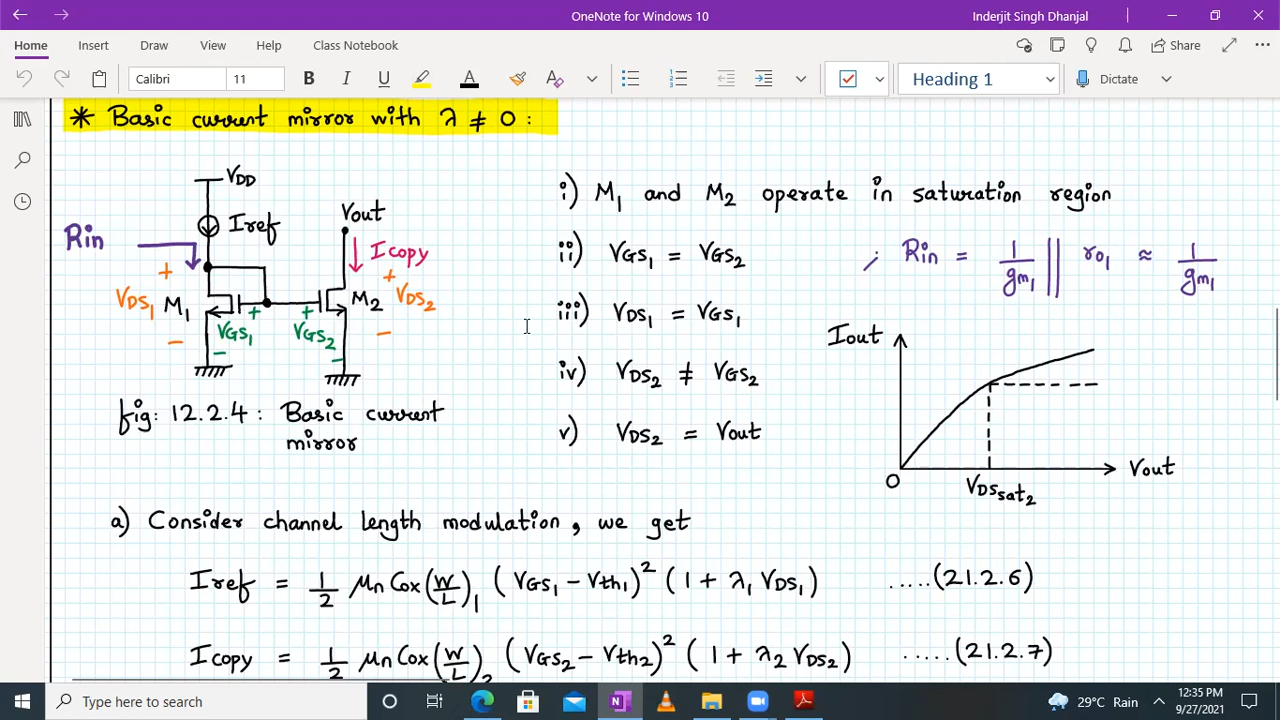 OneNote for Windows 10
Inderjit Singh Dhanjal
Home Insert Draw View Help Class Notebook
Share
Calibri 11 B I U A
Heading 1
Dictate
* Basic current mirror with λ ≠ 0 :
VDD
Iref
Rin
Vout
Icopy
+ + 
VDS₁ M₁ + + M₂ VDS₂
VGS₁ VGS₂
− − − −
fig: 12.2.4 : Basic current
mirror
i) M₁ and M₂ operate in saturation region
ii) VGS₁ = VGS₂ ; Rin = 1/gm₁ || ro₁ ≈ 1/gm₁
iii) VDS₁ = VGS₁
iv) VDS₂ ≠ VGS₂
v) VDS₂ = Vout
Iout
O
VDSsat₂
Vout
a) Consider channel length modulation, we get
Iref = 1/2 μn Cox (W/L)₁ (VGS₁ − Vth₁)² (1 + λ₁ VDS₁) .....(21.2.6)
Icopy = 1/2 μn Cox (W/L)₂ (VGS₂ − Vth₂)² (1 + λ₂ VDS₂) .....(21.2.7)
Type here to search
29°C Rain
12:35 PM
9/27/2021